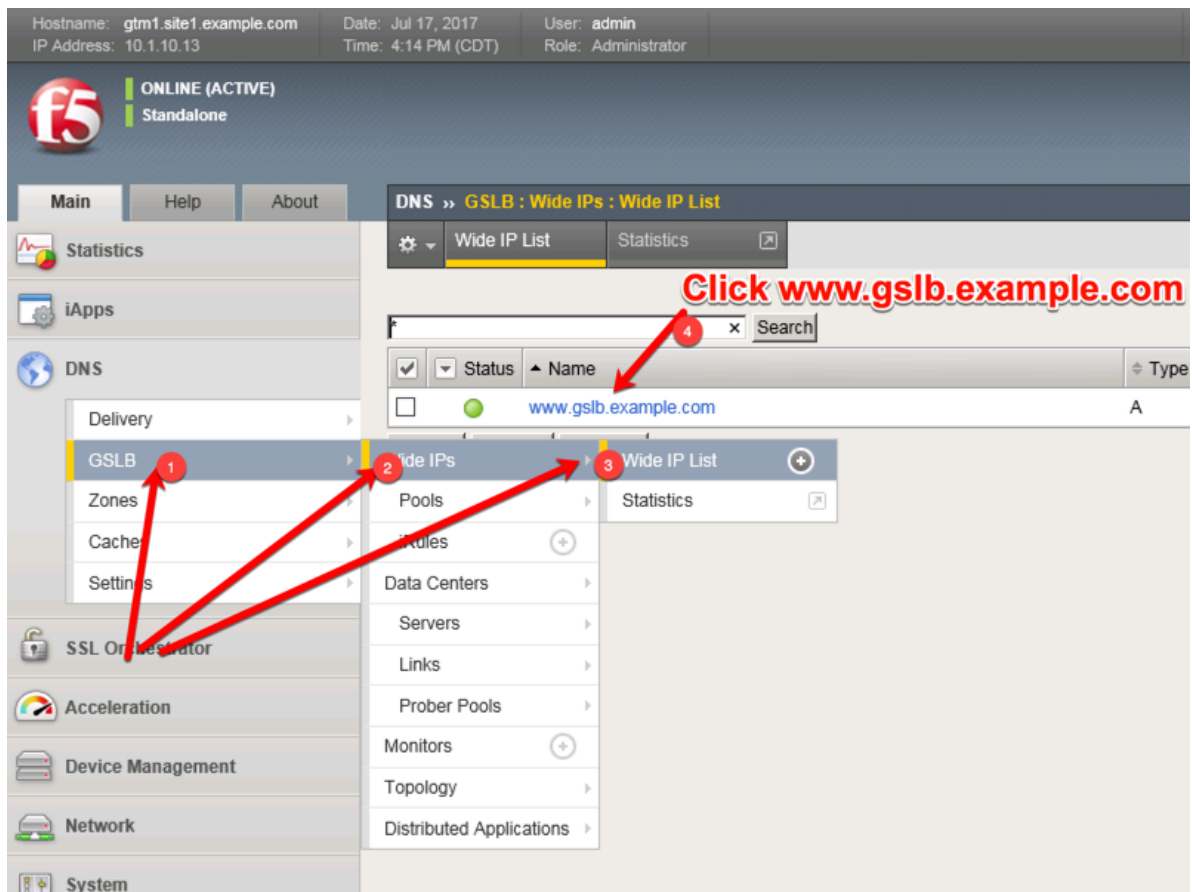 Hostname: gtm1.site1.example.com Date: Jul 17, 2017 User: admin
IP Address: 10.1.10.13 Time: 4:14 PM (CDT) Role: Administrator
f5
ONLINE (ACTIVE)
Standalone
Main Help About
DNS ›› GSLB : Wide IPs : Wide IP List
Wide IP List Statistics
Click www.gslb.example.com
* × Search
4
Status Name Type
www.gslb.example.com A
Statistics
iApps
DNS
Delivery
GSLB 1
Zones
Settings
2 IPs
Pools
Data Centers
Servers
Links
Prober Pools
Monitors
Topology
Distributed Applications
3 Wide IP List
Statistics
SSL
Acceleration
Device Management
Network
System